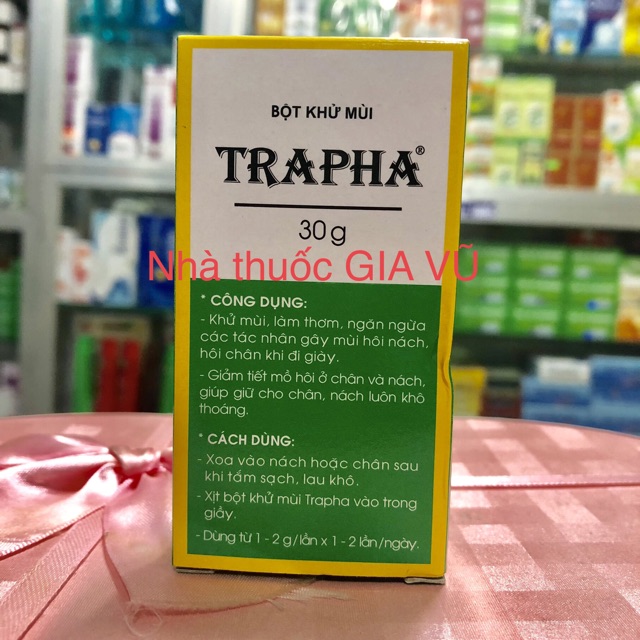 BỘT KHỬ MÙI
TRAPHA®
30g
Nhà thuốc GIA VŨ
* CÔNG DỤNG:
- Khử mùi, làm thơm, ngăn ngừa
các tác nhân gây mùi hôi nách,
hôi chân khi đi giày.
- Giảm tiết mồ hôi ở chân và nách,
giúp giữ cho chân, nách luôn khô
thoáng.
* CÁCH DÙNG:
- Xoa vào nách hoặc chân sau
khi tắm sạch, lau khô.
- Xịt bột khử mùi Trapha vào trong
giầy.
- Dùng từ 1 - 2 g/lần x 1 - 2 lần/ngày.